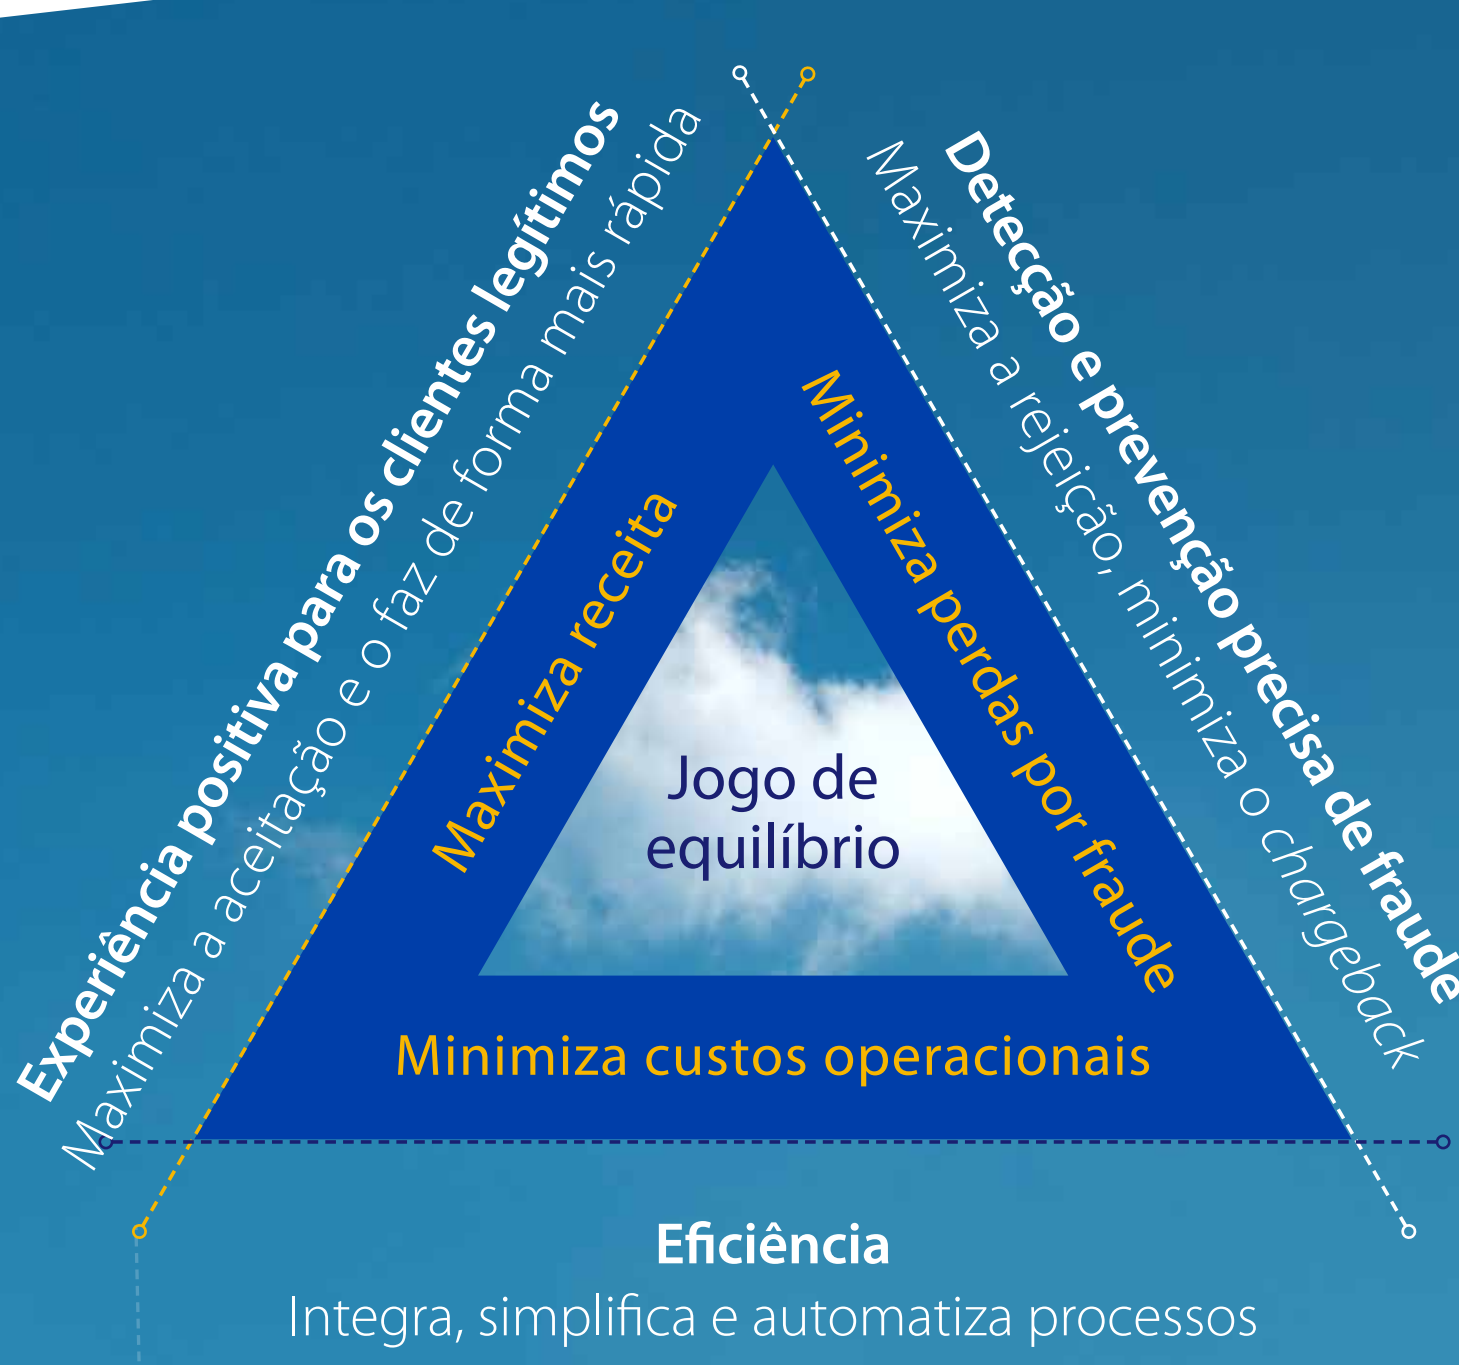 Experiência positiva para os clientes legítimos
Maximiza a aceitação e o faz de forma mais rápida
Detecção e prevenção precisa de fraude
Maximiza a rejeição, minimiza o chargeback
Maximiza receita
Minimiza perdas por fraude
Jogo de
equilíbrio
Minimiza custos operacionais
Eficiência
Integra, simplifica e automatiza processos